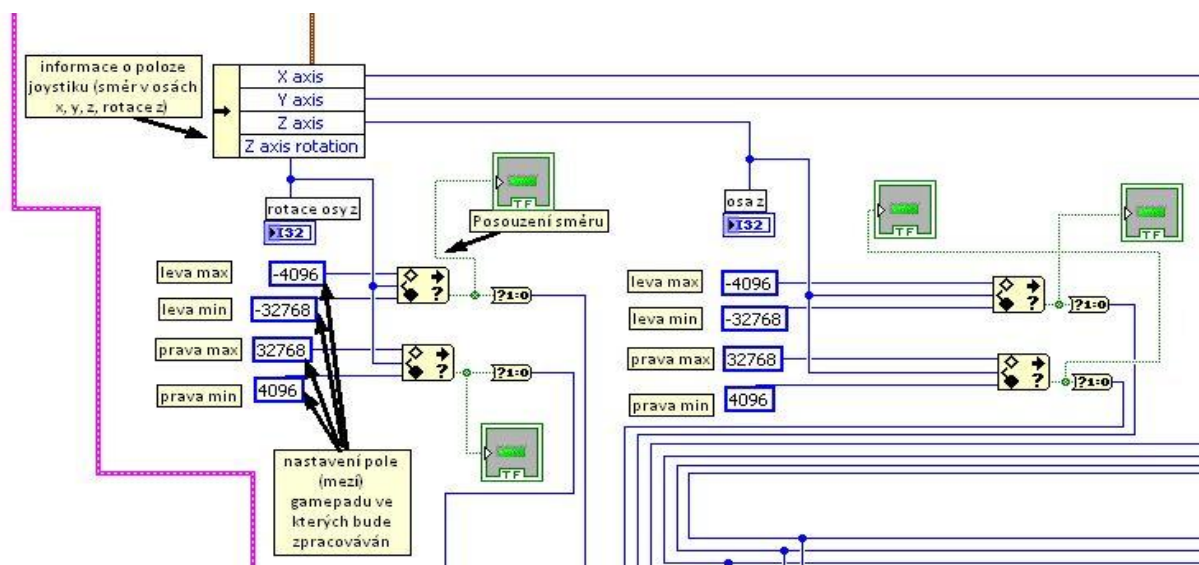 informace o poloze
joystiku (směr v osách
x, y, z, rotace z)
X axis
Y axis
Z axis
Z axis rotation
rotace osy z
I32
TF
Posouzení směru
leva max
-4096
leva min
-32768
prava max
32768
prava min
4096
?
?1:0
?
?1:0
TF
nastavení pole
(mezí)
gamepadu ve
kterých bude
zpracováván
osa z
I32
TF
TF
leva max
-4096
leva min
-32768
prava max
32768
prava min
4096
?
?1:0
?
?1:0